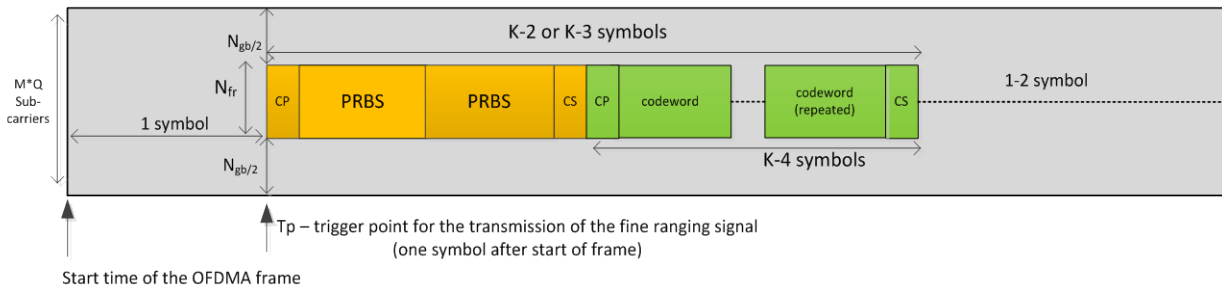 N gb/2
K-2 or K-3 symbols
M*Q
Sub-
carriers
N fr
CP
PRBS
PRBS
CS
CP
codeword
codeword
(repeated)
CS
1-2 symbol
1 symbol
K-4 symbols
N gb/2
Tp – trigger point for the transmission of the fine ranging signal
(one symbol after start of frame)
Start time of the OFDMA frame